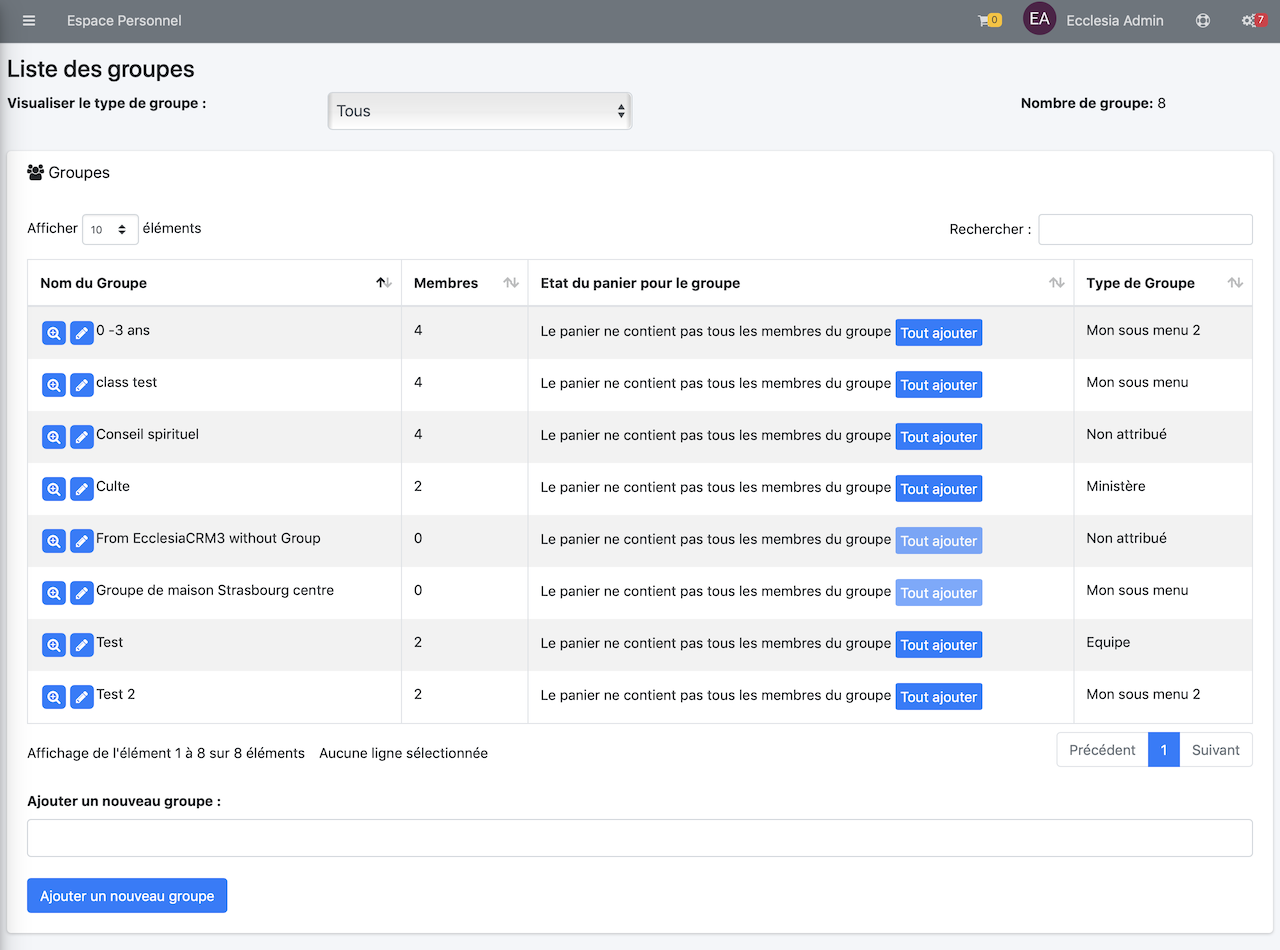 Espace Personnel 0 EA Ecclesia Admin 7
Liste des groupes
Visualiser le type de groupe : Tous Nombre de groupe: 8
Groupes
Afficher 10 éléments Rechercher :
Nom du Groupe Membres Etat du panier pour le groupe Type de Groupe
0 -3 ans 4 Le panier ne contient pas tous les membres du groupe Tout ajouter Mon sous menu 2
class test 4 Le panier ne contient pas tous les membres du groupe Tout ajouter Mon sous menu
Conseil spirituel 4 Le panier ne contient pas tous les membres du groupe Tout ajouter Non attribué
Culte 2 Le panier ne contient pas tous les membres du groupe Tout ajouter Ministère
From EcclesiaCRM3 without Group 0 Le panier ne contient pas tous les membres du groupe Tout ajouter Non attribué
Groupe de maison Strasbourg centre 0 Le panier ne contient pas tous les membres du groupe Tout ajouter Mon sous menu
Test 2 Le panier ne contient pas tous les membres du groupe Tout ajouter Equipe
Test 2 2 Le panier ne contient pas tous les membres du groupe Tout ajouter Mon sous menu 2
Affichage de l'élément 1 à 8 sur 8 éléments Aucune ligne sélectionnée Précédent 1 Suivant
Ajouter un nouveau groupe :
Ajouter un nouveau groupe